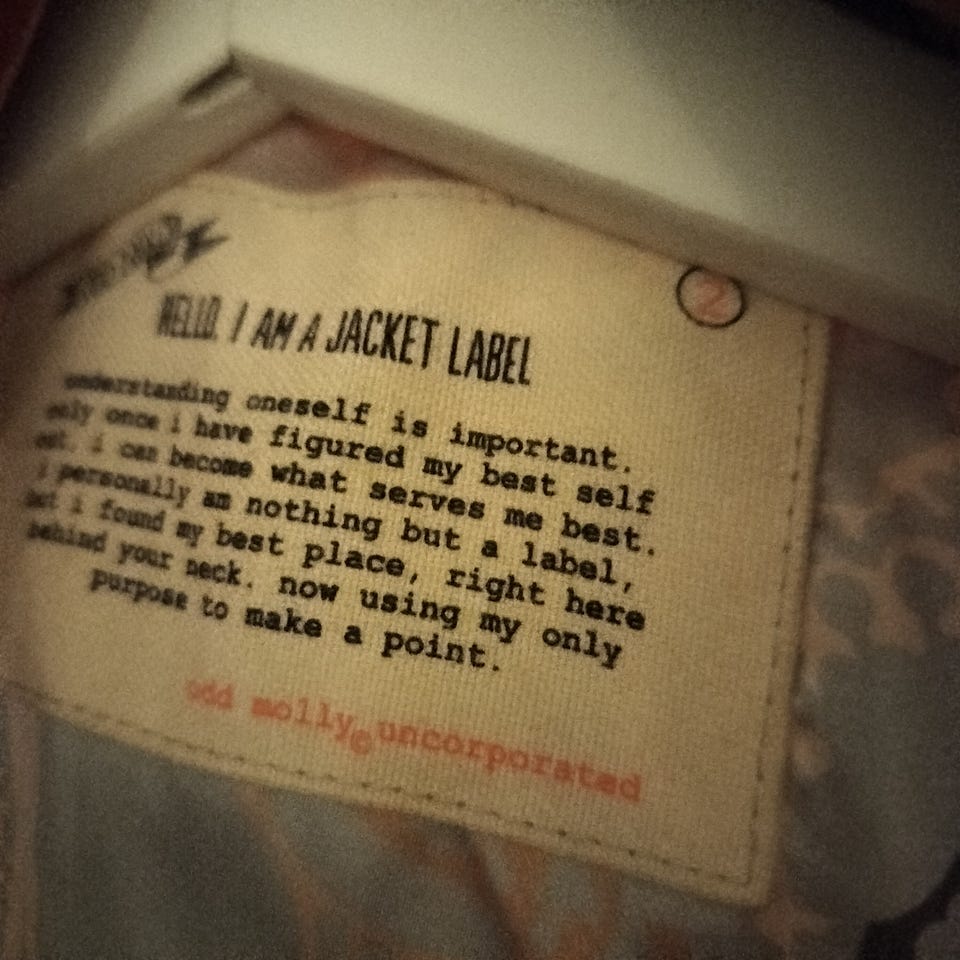 2
HELLO. I AM A JACKET LABEL
understanding oneself is important.
only once i have figured my best self
out. i can become what serves me best.
i personally am nothing but a label,
but i found my best place, right here
behind your neck. now using my only
purpose to make a point.
odd molly© uncorporated